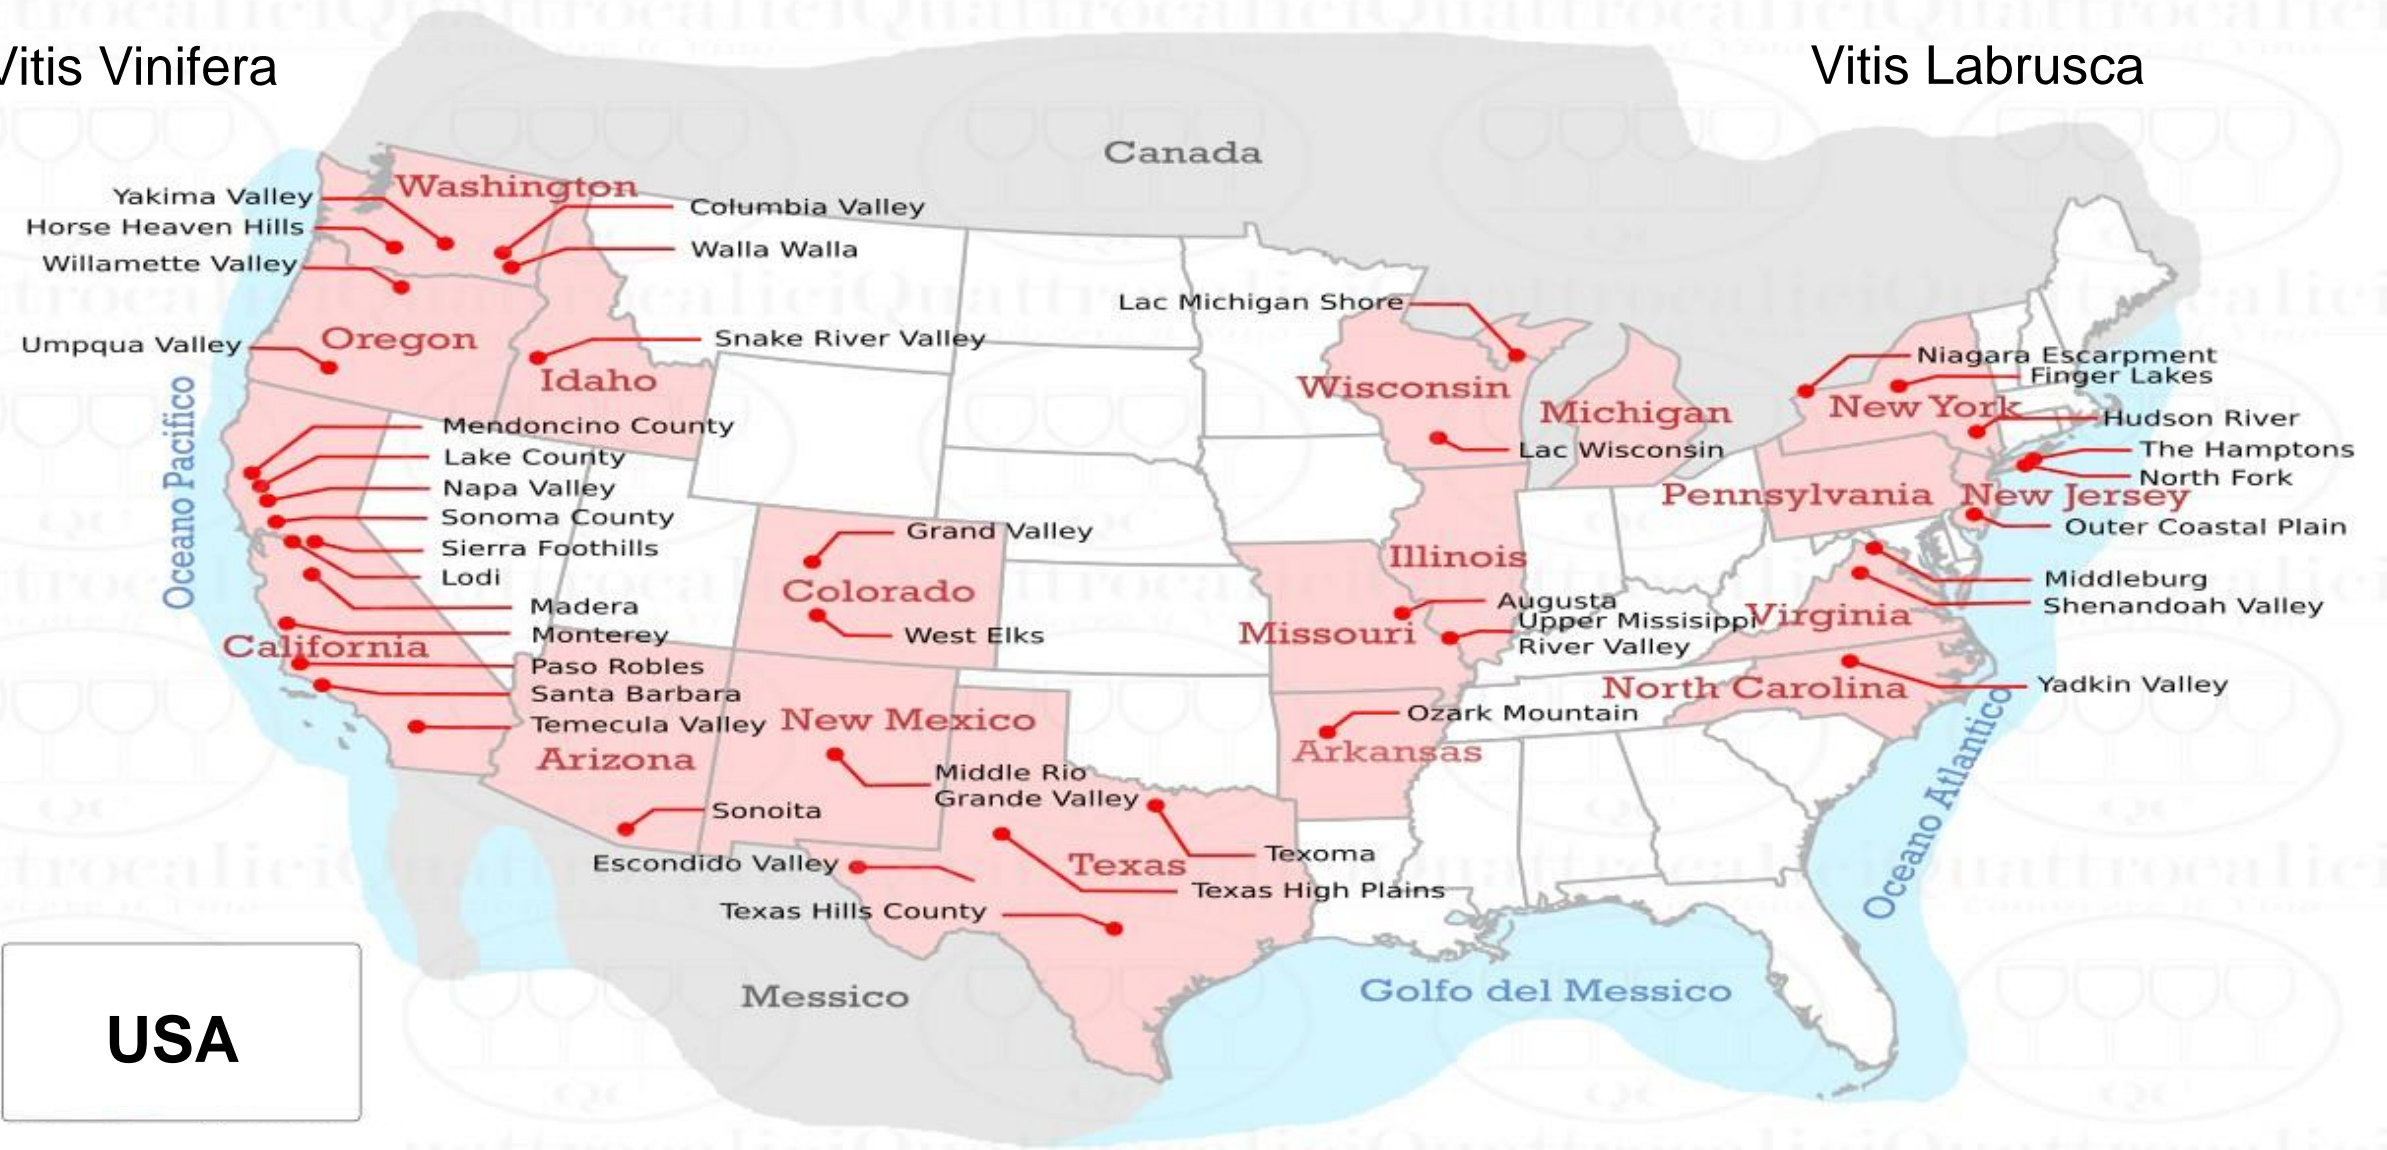 Vitis Vinifera
Vitis Labrusca
Canada
Washington
Yakima Valley
Horse Heaven Hills
Willamette Valley
Columbia Valley
Walla Walla
Umpqua Valley
Oregon
Snake River Valley
Idaho
Lac Michigan Shore
Wisconsin
Michigan
Lac Wisconsin
Niagara Escarpment
Finger Lakes
New York
Hudson River
The Hamptons
North Fork
Pennsylvania
New Jersey
Outer Coastal Plain
Oceano Pacifico
Mendoncino County
Lake County
Napa Valley
Sonoma County
Sierra Foothills
Lodi
Madera
Monterey
California
Paso Robles
Santa Barbara
Temecula Valley
Grand Valley
Colorado
West Elks
Illinois
Augusta
Upper Missisippi
River Valley
Missouri
Middleburg
Shenandoah Valley
Virginia
North Carolina
Yadkin Valley
Ozark Mountain
Arkansas
New Mexico
Arizona
Middle Rio
Grande Valley
Sonoita
Escondido Valley
Texas
Texoma
Texas High Plains
Texas Hills County
Oceano Atlantico
Messico
Golfo del Messico
USA
QuattrocaliciQuattrocalici
QC